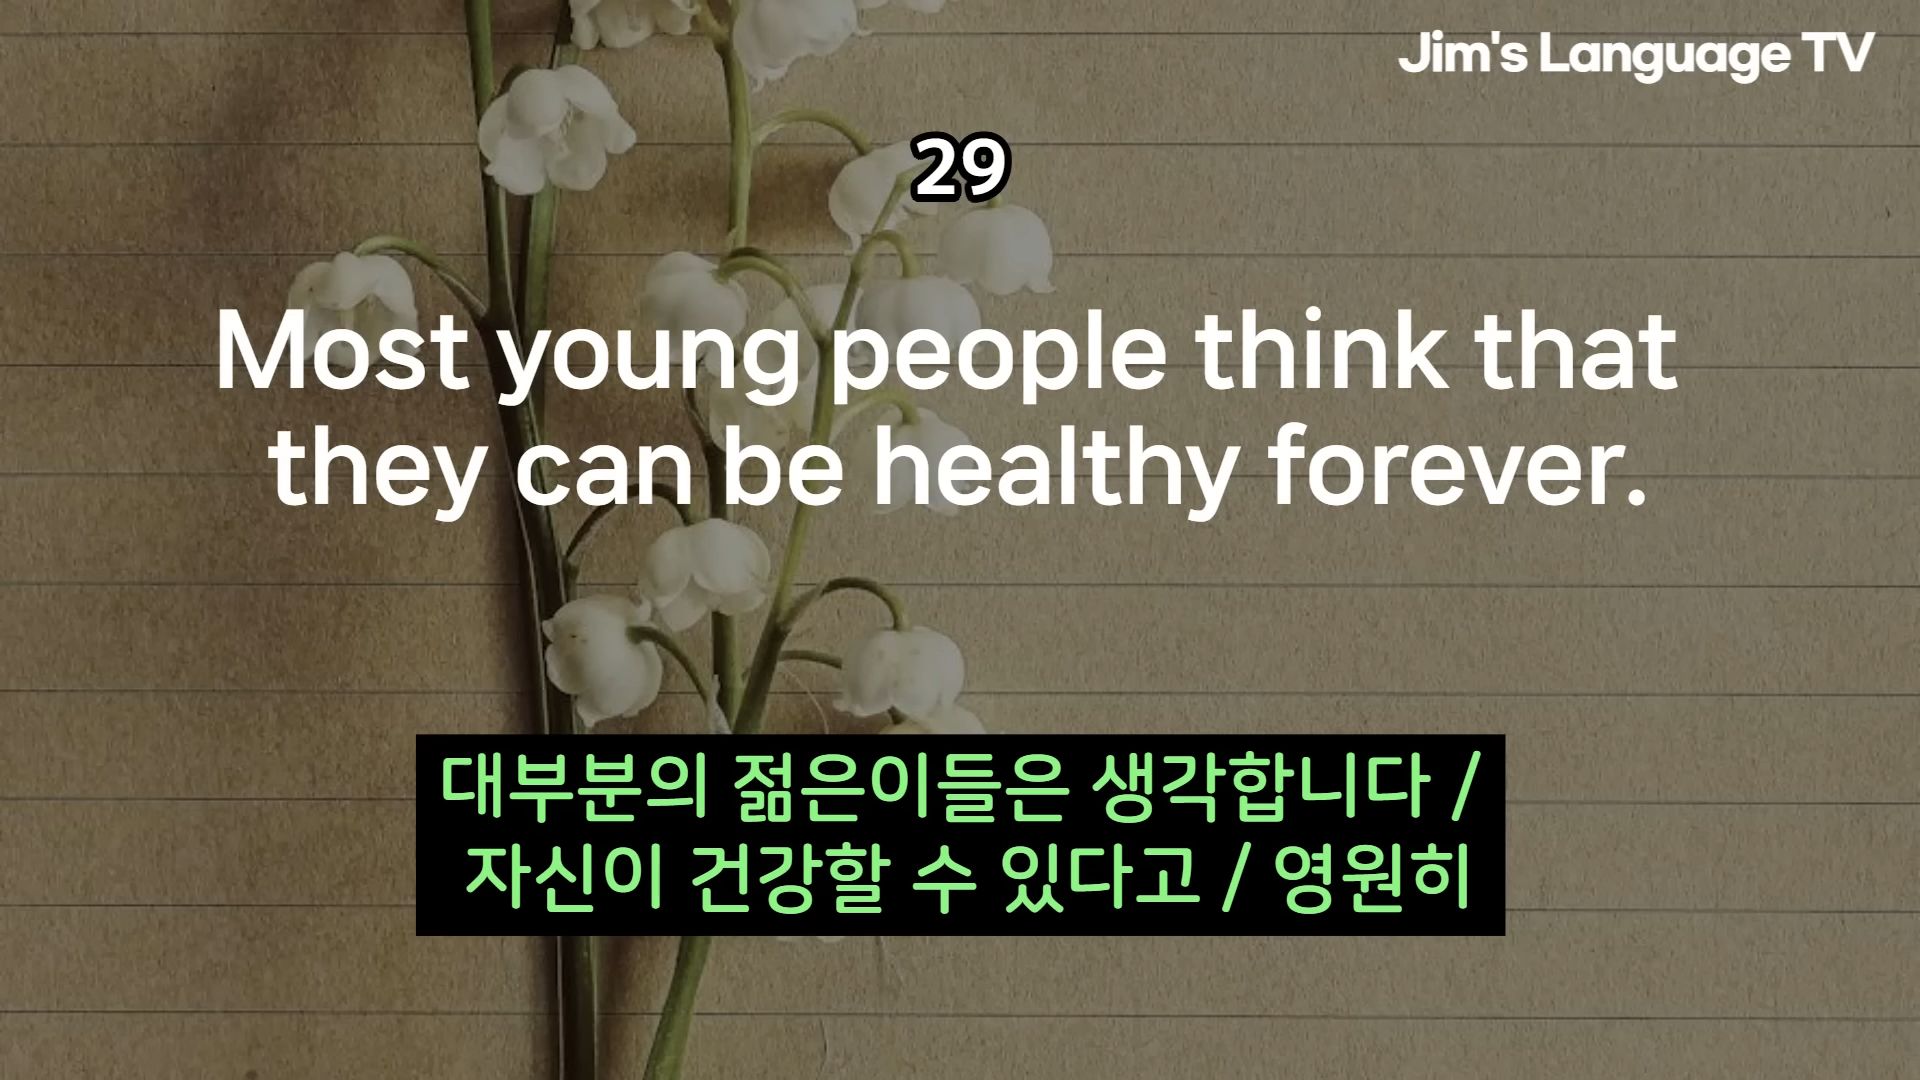 Jim's Language TV
29
Most young people think that
they can be healthy forever.
대부분의 젊은이들은 생각합니다 /
자신이 건강할 수 있다고 / 영원히